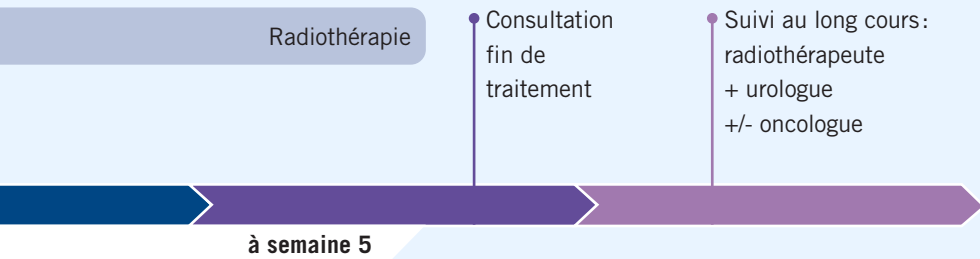 Radiothérapie
Consultation
fin de
traitement
Suivi au long cours :
radiothérapeute
+ urologue
+/- oncologue
à semaine 5